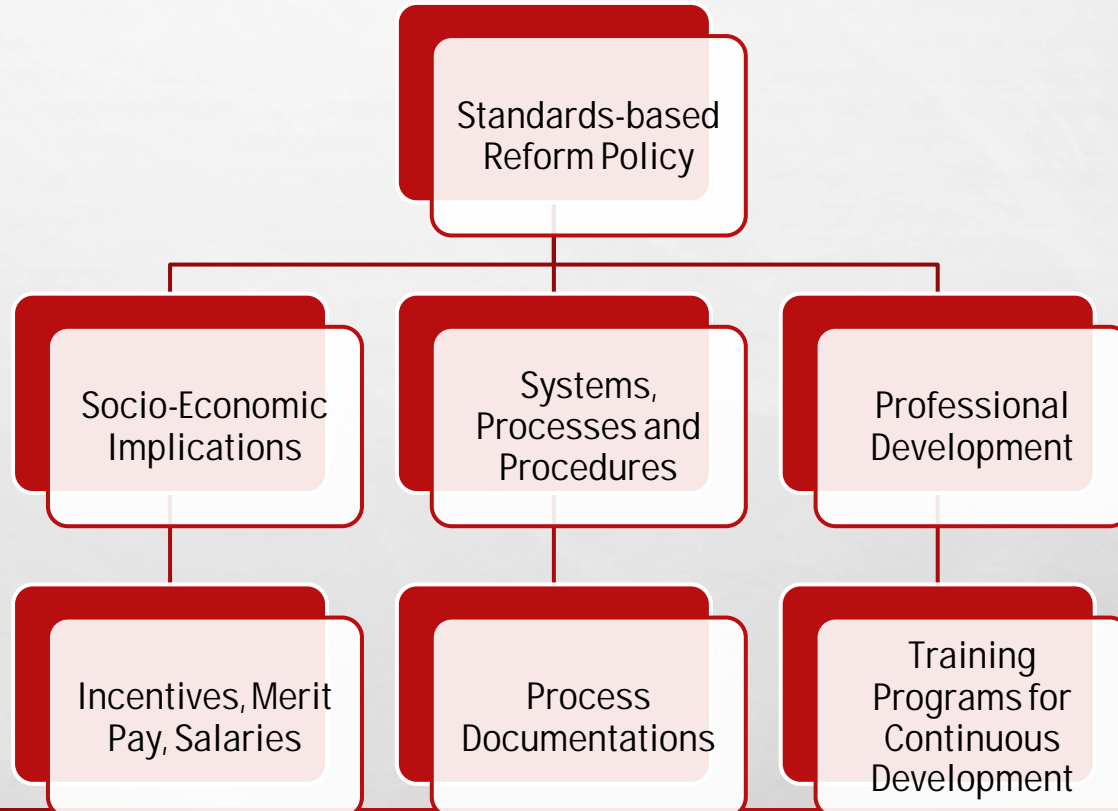 Standards-based
Reform Policy
Socio-Economic
Implications
Systems,
Processes and
Procedures
Professional
Development
Incentives, Merit
Pay, Salaries
Process
Documentations
Training
Programs for
Continuous
Development